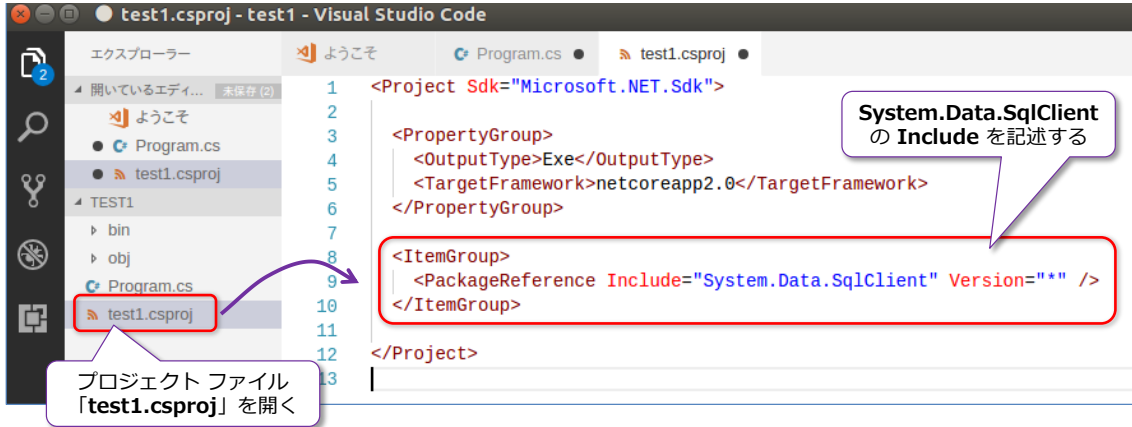 test1.csproj - test1 - Visual Studio Code
エクスプローラー
開いているエディ... 未保存 (2)
ようこそ
Program.cs
test1.csproj
TEST1
bin
obj
Program.cs
test1.csproj
2
ようこそ Program.cs test1.csproj
1 <Project Sdk="Microsoft.NET.Sdk">
2
3 <PropertyGroup>
4 <OutputType>Exe</OutputType>
5 <TargetFramework>netcoreapp2.0</TargetFramework>
6 </PropertyGroup>
7
8 <ItemGroup>
9 <PackageReference Include="System.Data.SqlClient" Version="*" />
10 </ItemGroup>
11
12 </Project>
13
System.Data.SqlClient
の Include を記述する
プロジェクト ファイル
「test1.csproj」を開く